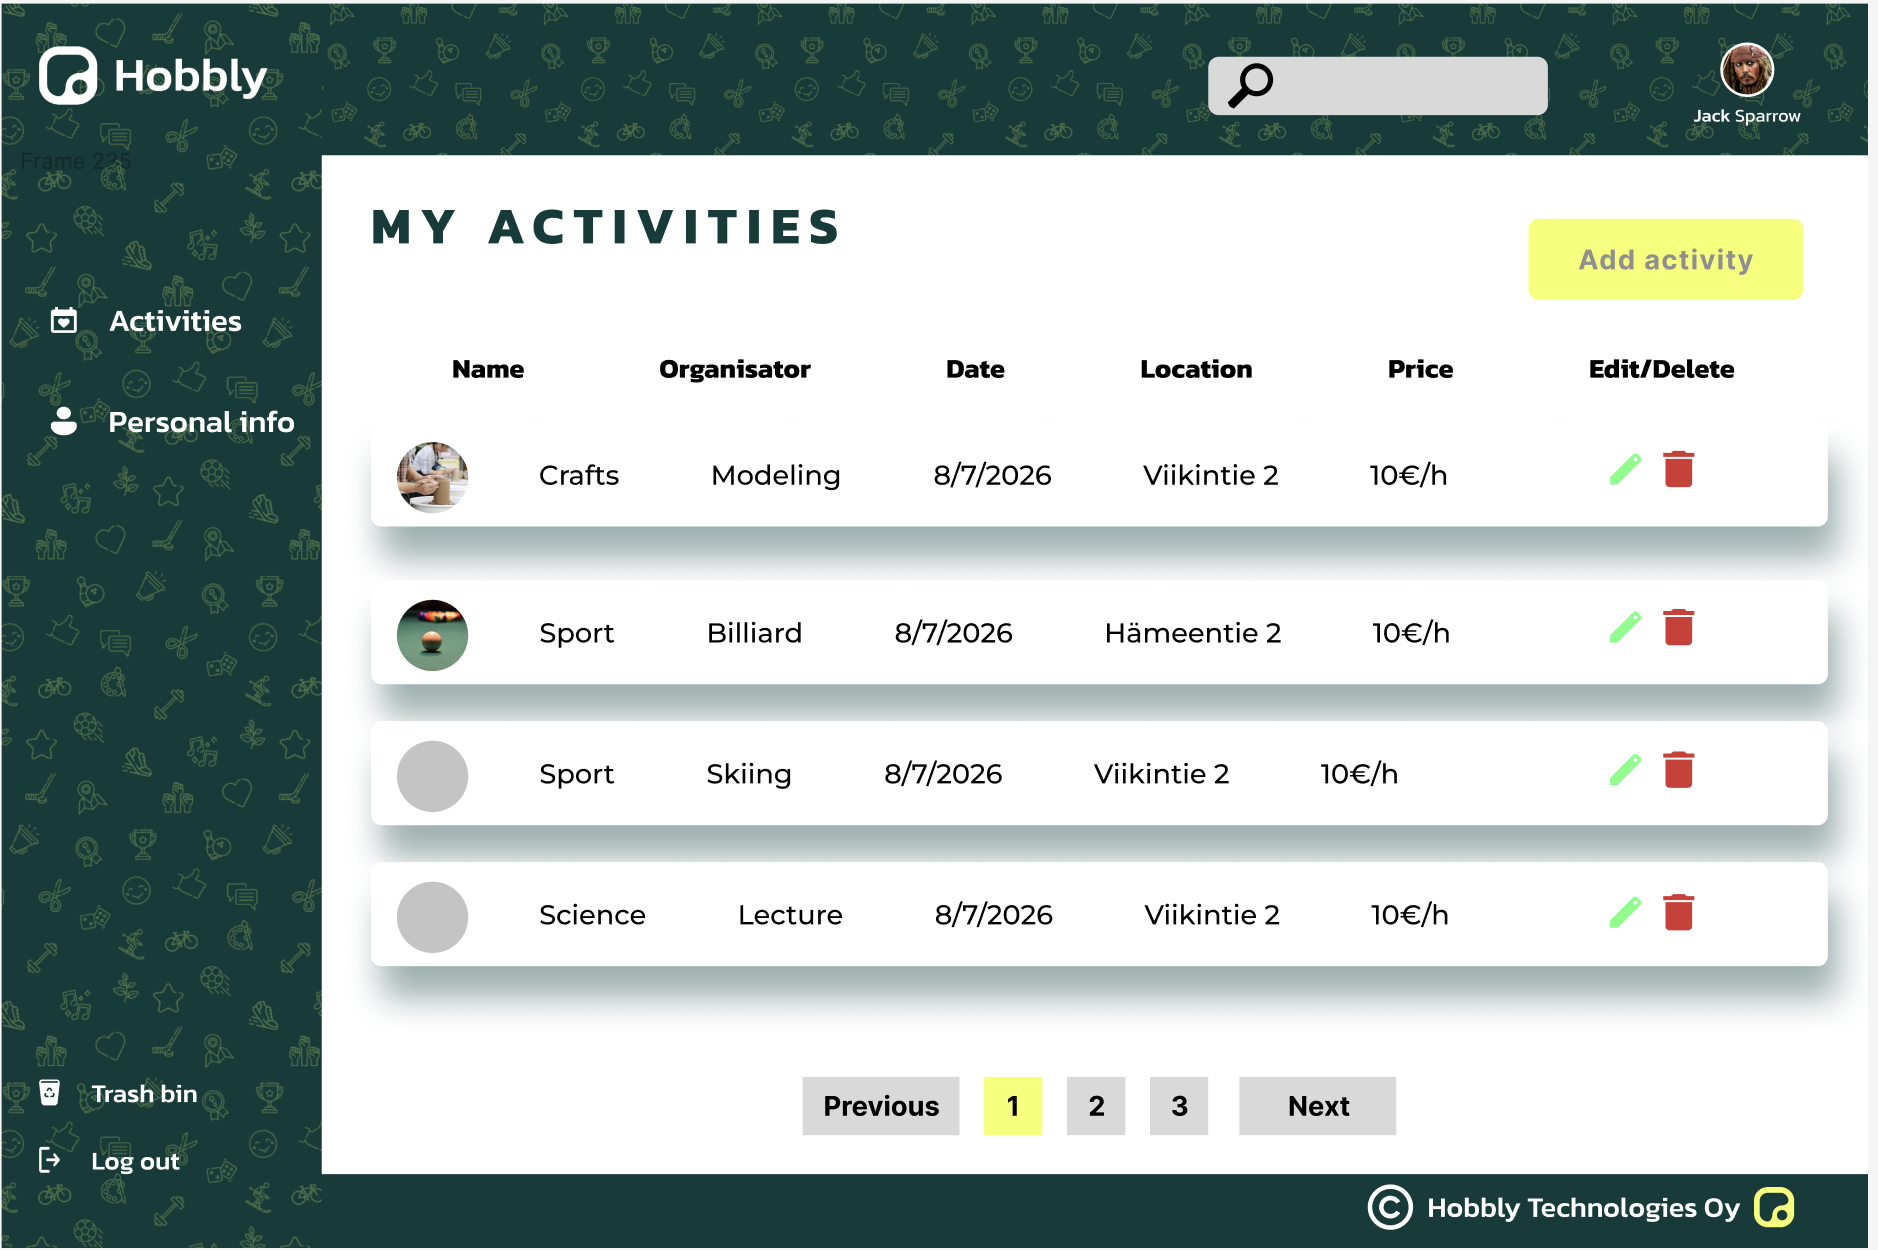 Hobbly
Jack Sparrow
Frame 235
MY ACTIVITIES
Add activity
Activities
Personal info
Name Organisator Date Location Price Edit/Delete
Crafts Modeling 8/7/2026 Viikintie 2 10€/h
Sport Billiard 8/7/2026 Hämeentie 2 10€/h
Sport Skiing 8/7/2026 Viikintie 2 10€/h
Science Lecture 8/7/2026 Viikintie 2 10€/h
Trash bin
Log out
Previous 1 2 3 Next
© Hobbly Technologies Oy